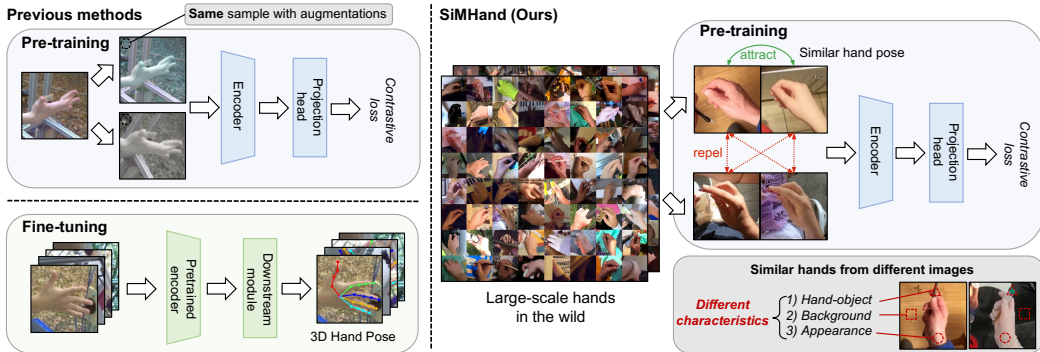 Previous methods
Same sample with augmentations
Pre-training
Encoder
Projection
head
Contrastive
loss
Fine-tuning
Pretrained
encoder
Downstream
module
3D Hand Pose
SiMHand (Ours)
Large-scale hands
in the wild
Pre-training
attract
Similar hand pose
repel
Encoder
Projection
head
Contrastive
loss
Similar hands from different images
Different
characteristics
1) Hand-object
2) Background
3) Appearance